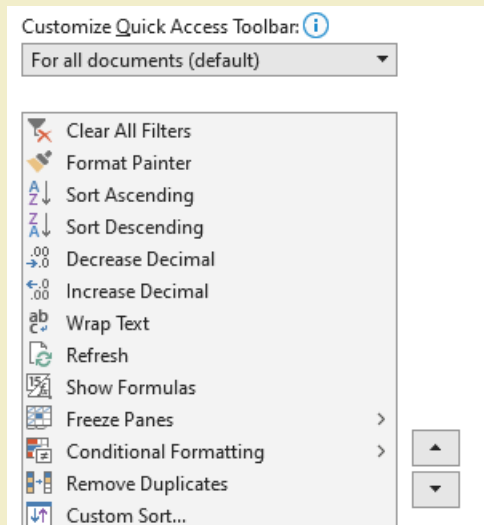 Customize Quick Access Toolbar:
For all documents (default)
Clear All Filters
Format Painter
Sort Ascending
Sort Descending
Decrease Decimal
Increase Decimal
Wrap Text
Refresh
Show Formulas
Freeze Panes
Conditional Formatting
Remove Duplicates
Custom Sort...